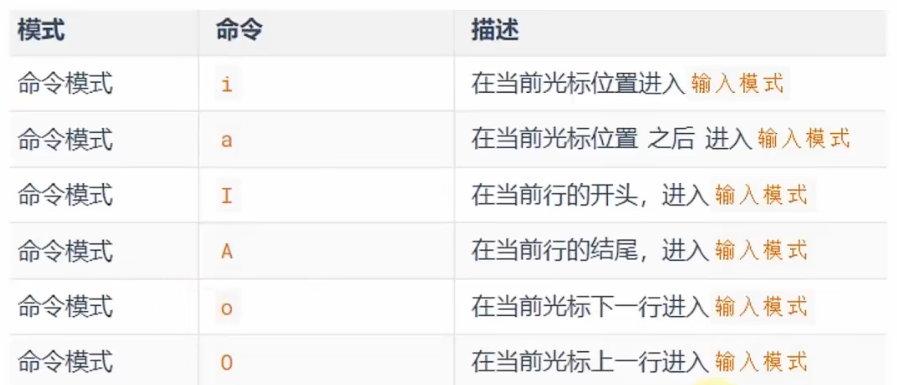 模式 命令 描述
命令模式 i 在当前光标位置进入 输入模式
命令模式 a 在当前光标位置 之后 进入 输入模式
命令模式 I 在当前行的开头，进入 输入模式
命令模式 A 在当前行的结尾，进入 输入模式
命令模式 o 在当前光标下一行进入 输入模式
命令模式 O 在当前光标上一行进入 输入模式